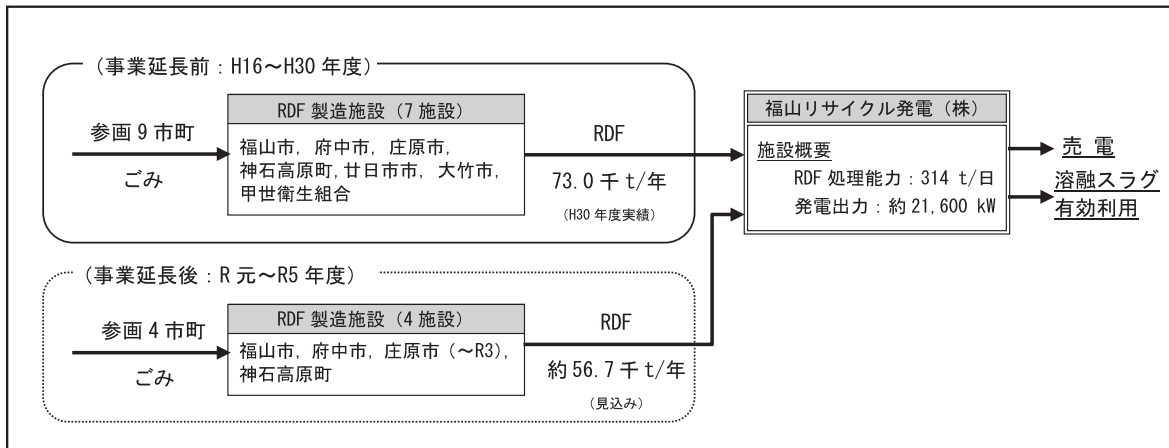 （事業延長前：H16～H30 年度）
参画 9 市町
ごみ
RDF 製造施設（7 施設）
福山市，府中市，庄原市，
神石高原町，廿日市市，大竹市，
甲世衛生組合
RDF
73.0 千 t/年
（H30 年度実績）
（事業延長後：R 元～R5 年度）
参画 4 市町
ごみ
RDF 製造施設（4 施設）
福山市，府中市，庄原市（～R3），
神石高原町
RDF
約 56.7 千 t/年
（見込み）
福山リサイクル発電（株）
施設概要
RDF 処理能力：314 t/日
発電出力：約 21,600 kW
売 電
溶融スラグ
有効利用